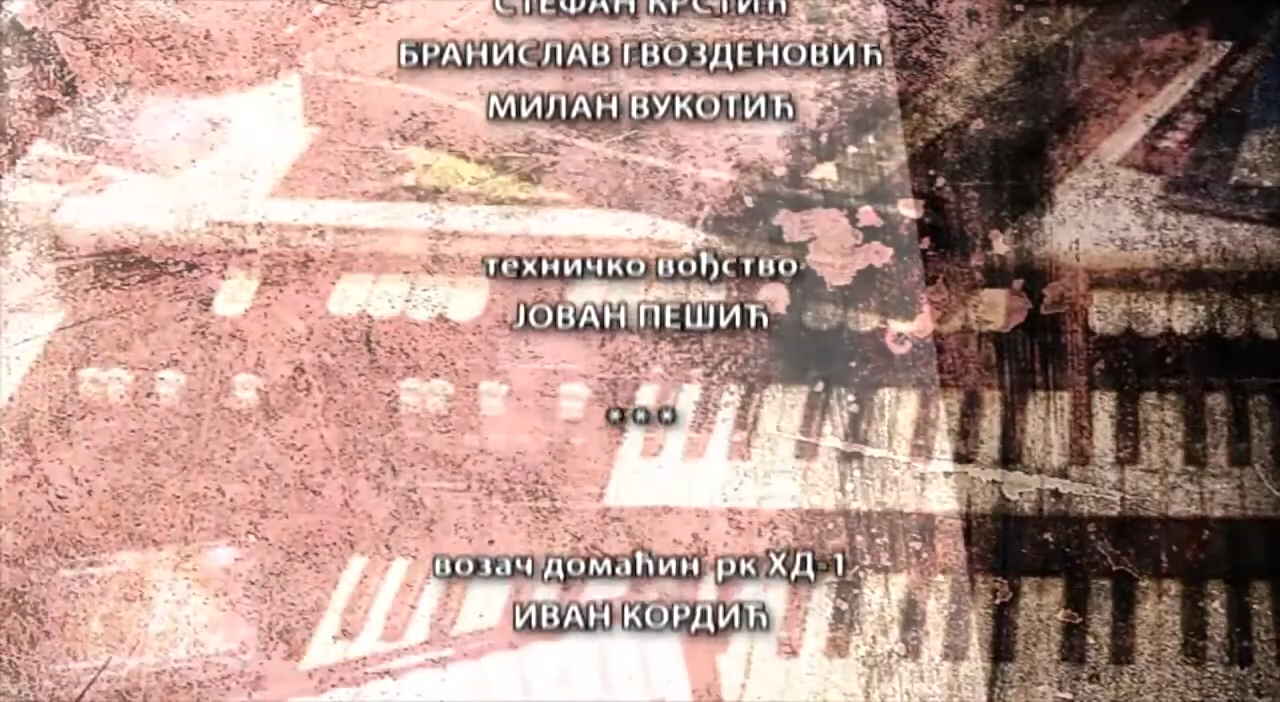 СТЕФАН КРСТИЋ
БРАНИСЛАВ ГВОЗДЕНОВИЋ
МИЛАН ВУКОТИЋ
техничко вођство
ЈОВАН ПЕШИЋ
***
возач домаћин рк ХД-1
ИВАН КОРДИЋ